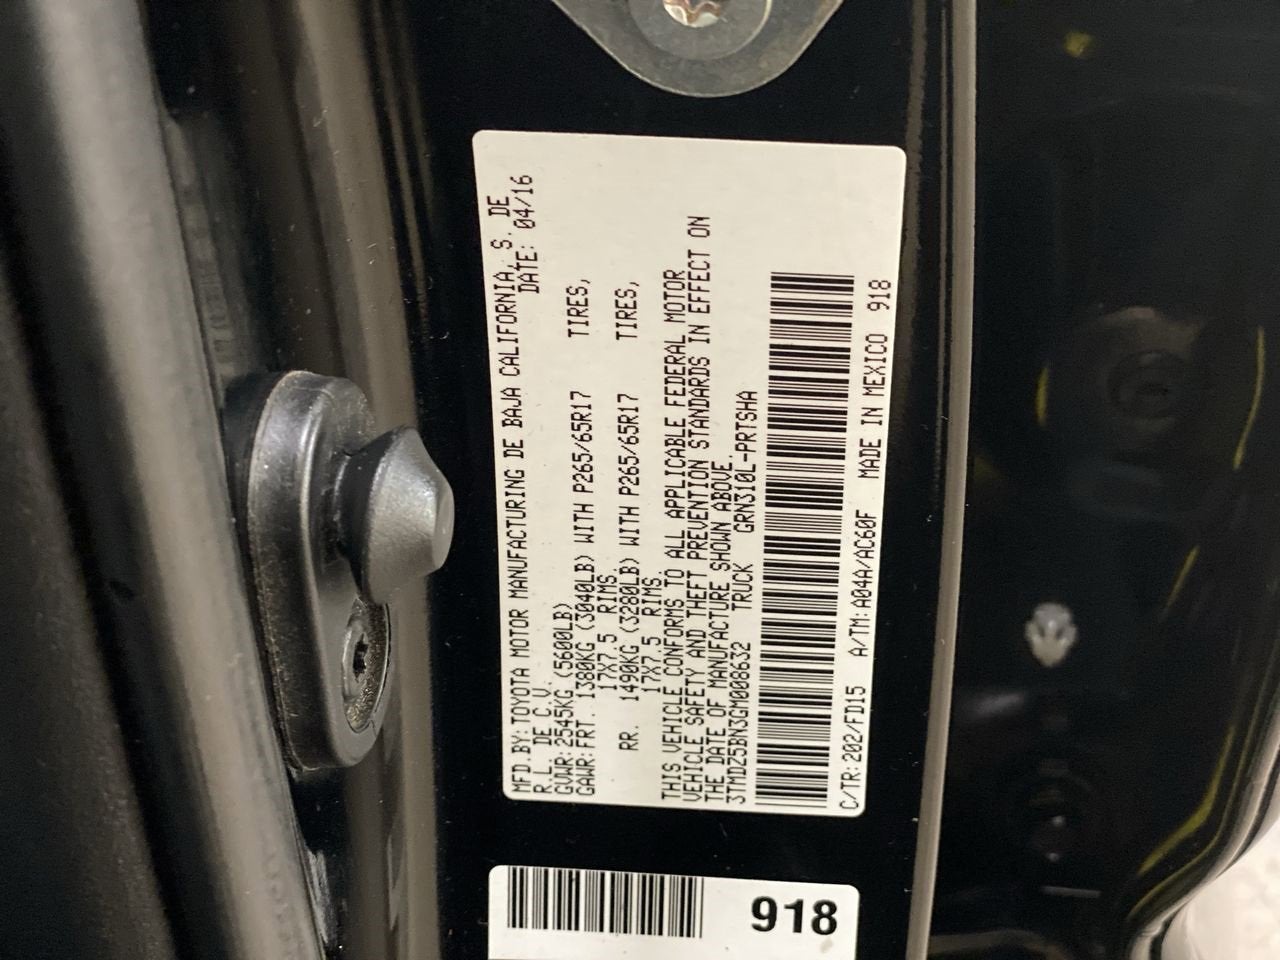 MFD.BY:TOYOTA MOTOR MANUFACTURING DE BAJA CALIFORNIA, S. DE
R.L. DE C.V. DATE: 04/16
GVWR:2545KG (5600LB)
GAWR:FRT. 1380KG (3040LB) WITH P265/65R17 TIRES,
17X7.5 RIMS.
RR. 1490KG (3280LB) WITH P265/65R17 TIRES,
17X7.5 RIMS.
THIS VEHICLE CONFORMS TO ALL APPLICABLE FEDERAL MOTOR
VEHICLE SAFETY AND THEFT PREVENTION STANDARDS IN EFFECT ON
THE DATE OF MANUFACTURE SHOWN ABOVE.
3TMDZ5BN3GM008632 TRUCK GRN310L-PRTSHA
C/TR:202/FD15 A/TM:A04A/AC60F MADE IN MEXICO 918
918